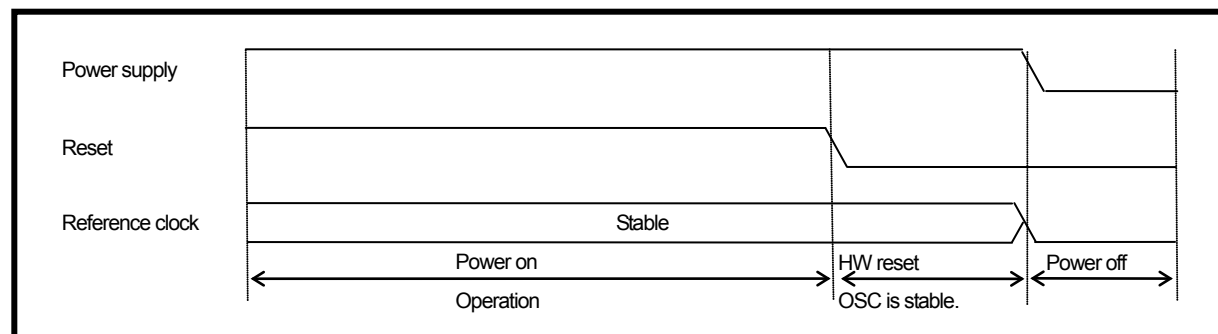 Power supply
Reset
Reference clock
Stable
Power on
HW reset
Power off
Operation
OSC is stable.